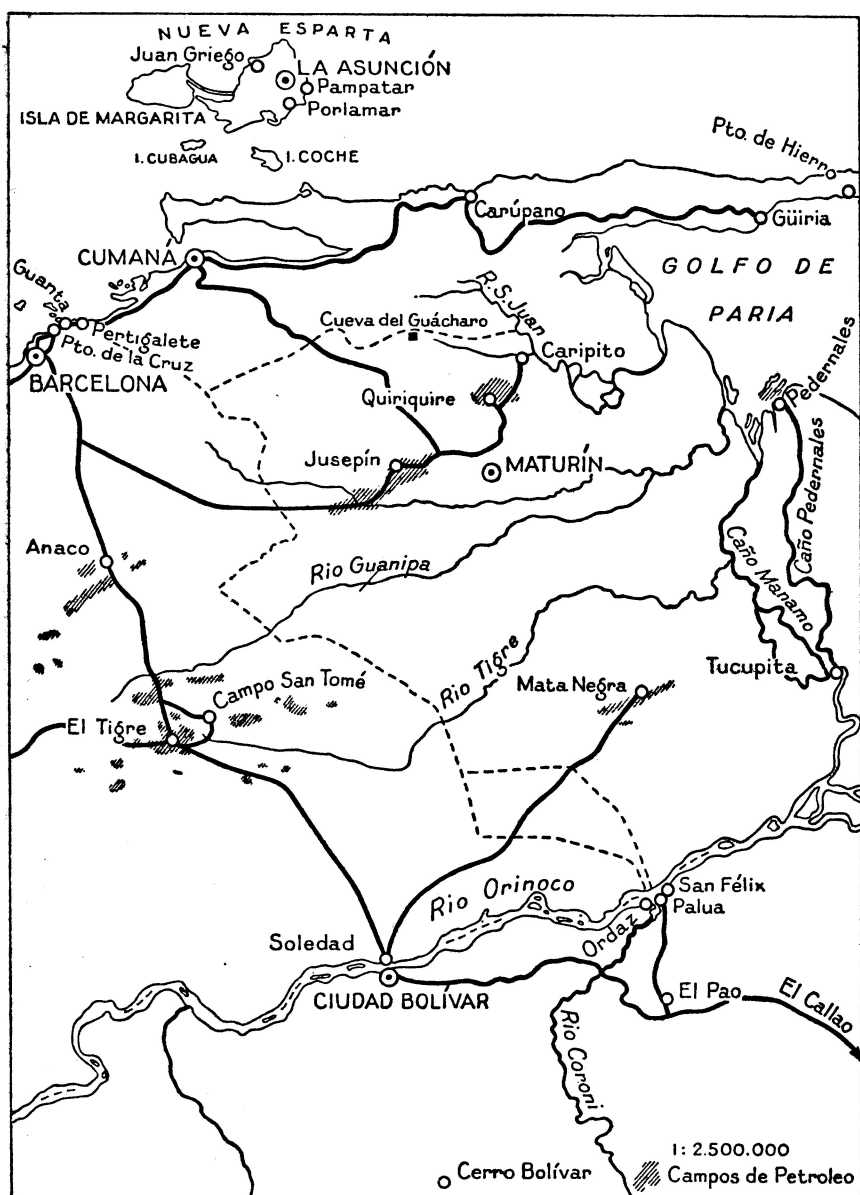 NUEVA ESPARTA
Juan Griego
LA ASUNCIÓN
Pampatar
Porlamar
ISLA DE MARGARITA
I. CUBAGUA
I. COCHE
Pto. de Hierro
Carúpano
Güiria
CUMANÁ
GOLFO DE
PARIA
Guanta
R.S. Juan
Pertigalete
Pto. de la Cruz
BARCELONA
Cueva del Guácharo
Caripito
Quiriquire
Pedernales
Jusepín
MATURÍN
Caño Pedernales
Anaco
Rio Guanipa
Caño Manamo
Campo San Tomé
Rio Tigre
Mata Negra
Tucupita
El Tigre
Rio Orinoco
San Félix
Palua
Ordaz
Soledad
CIUDAD BOLÍVAR
El Pao
El Callao
Rio Coroni
1: 2.500.000
Cerro Bolívar
Campos de Petroleo